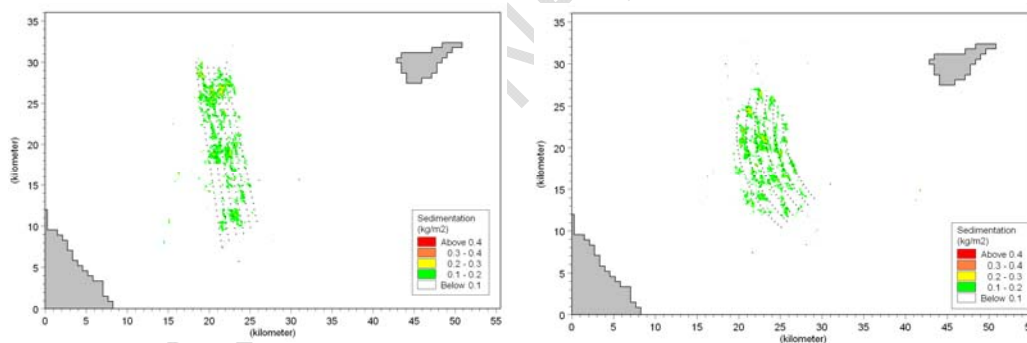 35
30
25
20
15
10
5
0
(kilometer)
0 5 10 15 20 25 30 35 40 45 50 55
(kilometer)
Sedimentation
(kg/m2)
Above 0.4
0.3 - 0.4
0.2 - 0.3
0.1 - 0.2
Below 0.1
35
30
25
20
15
10
5
0
(kilometer)
0 5 10 15 20 25 30 35 40 45 50
(kilometer)
Sedimentation
(kg/m2)
Above 0.4
0.3 - 0.4
0.2 - 0.3
0.1 - 0.2
Below 0.1